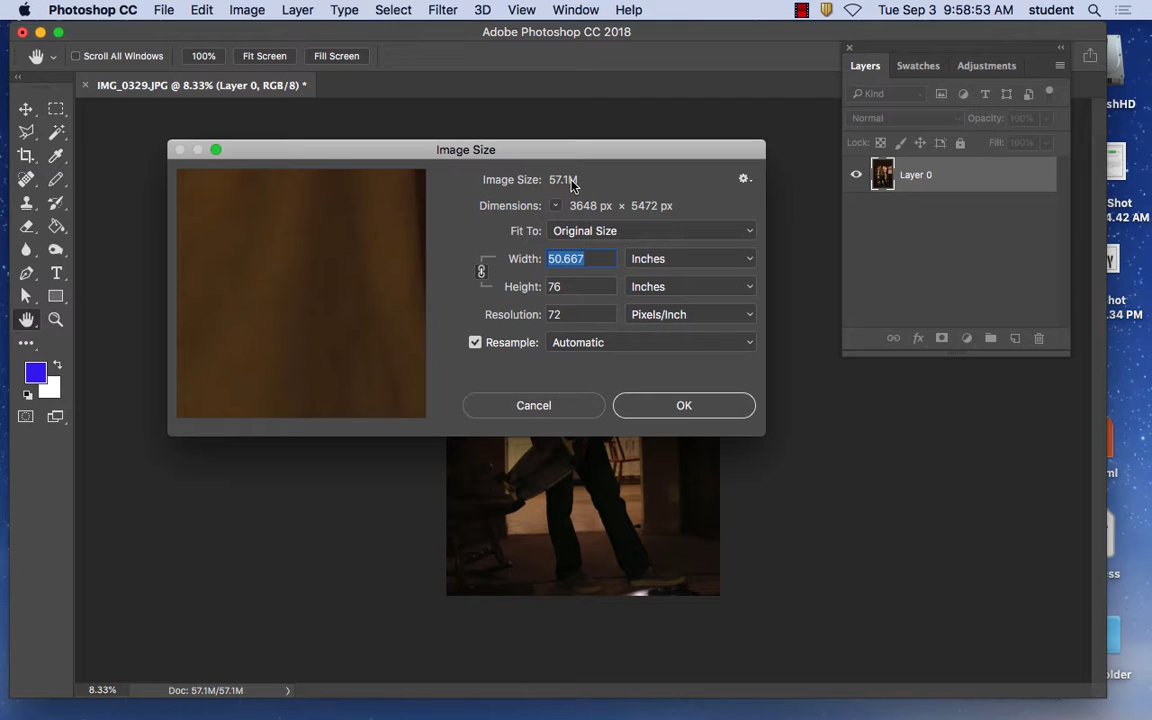 Photoshop CC File Edit Image Layer Type Select Filter 3D View Window Help Tue Sep 3 9:58:53 AM student
Adobe Photoshop CC 2018
Scroll All Windows 100% Fit Screen Fill Screen
IMG_0329.JPG @ 8.33% (Layer 0, RGB/8) *
Layers Swatches Adjustments
Kind
Normal Opacity: 100%
Lock: Fill: 100%
Layer 0
Image Size
Image Size: 57.1M
Dimensions: 3648 px × 5472 px
Fit To: Original Size
Width: 50.667 Inches
Height: 76 Inches
Resolution: 72 Pixels/Inch
Resample: Automatic
Cancel OK
8.33% Doc: 57.1M/57.1M
shHD
Shot
4.42 AM
hot
.34 PM
ml
ss
older